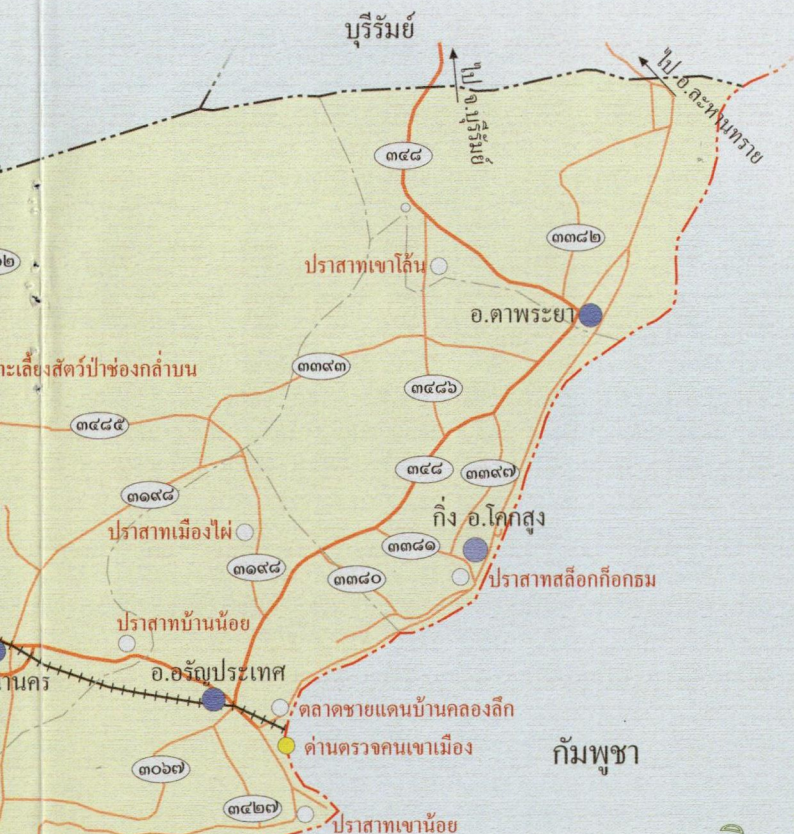 บุรีรัมย์
ไป จ.บุรีรัมย์
ไป อ.ละหานทราย
๓๔๘
๓๓๘๒
๒
ปราสาทเขาโล้น
อ.ตาพระยา
๓๓๙๓
าะเลี้ยงสัตว์ป่าช่องกล่ำบน
๓๔๘๖
๓๔๘๕
๓๔๘
๓๓๙๗
๓๑๙๘
กิ่ง อ.โคกสูง
ปราสาทเมืองไผ่
๓๓๘๑
๓๑๙๘
๓๓๘๐
ปราสาทสล็อกก็อกธม
ปราสาทบ้านน้อย
อ.อรัญประเทศ
านคร
ตลาดชายแดนบ้านคลองลึก
ด่านตรวจคนเขาเมือง
กัมพูชา
๓๐๖๗
๓๔๒๗
ปราสาทเขาน้อย